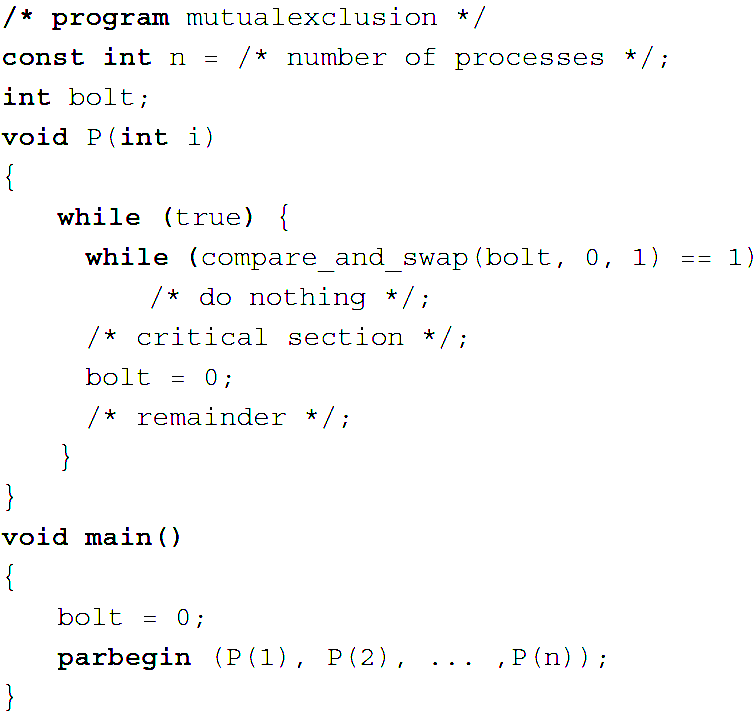 /* program mutualexclusion */
const int n = /* number of processes */;
int bolt;
void P(int i)
{
while (true) {
while (compare_and_swap(bolt, 0, 1) == 1)
/* do nothing */;
/* critical section */;
bolt = 0;
/* remainder */;
}
}
void main()
{
bolt = 0;
parbegin (P(1), P(2), ... ,P(n));
}